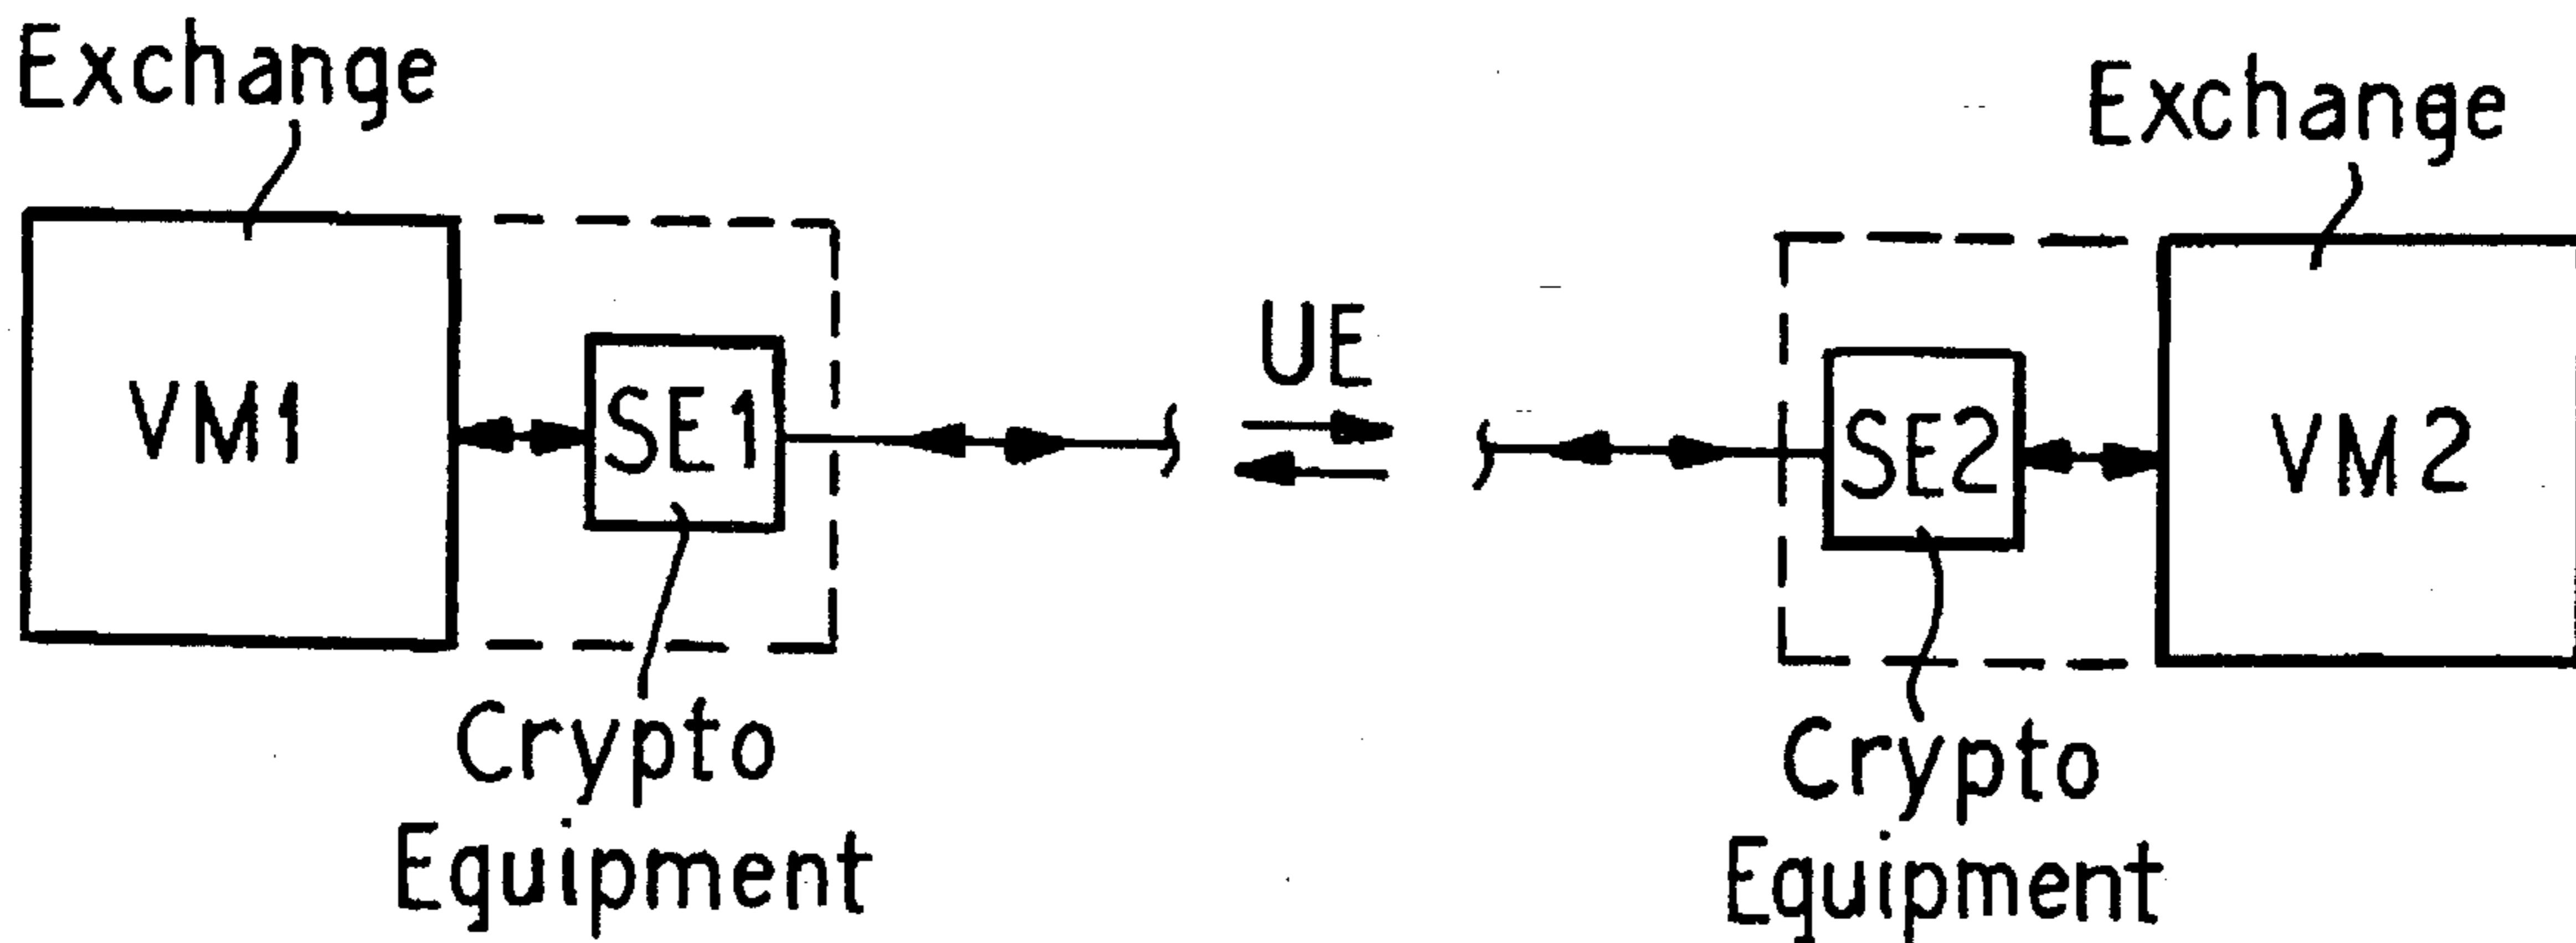 Exchange
Exchange
UE
VM1
SE1
SE2
VM2
Crypto
Equipment
Crypto
Equipment